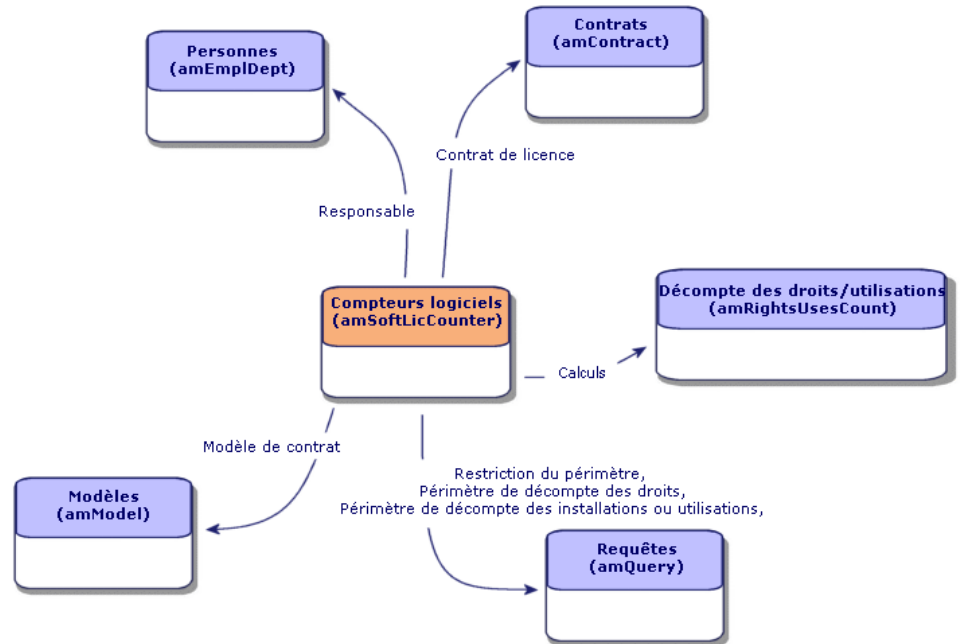 Contrats
(amContract)
Personnes
(amEmplDept)
Contrat de licence
Responsable
Compteurs logiciels
(amSoftLicCounter)
Décompte des droits/utilisations
(amRightsUsesCount)
Calculs
Modèle de contrat
Restriction du périmètre,
Périmètre de décompte des droits,
Périmètre de décompte des installations ou utilisations,
Modèles
(amModel)
Requêtes
(amQuery)